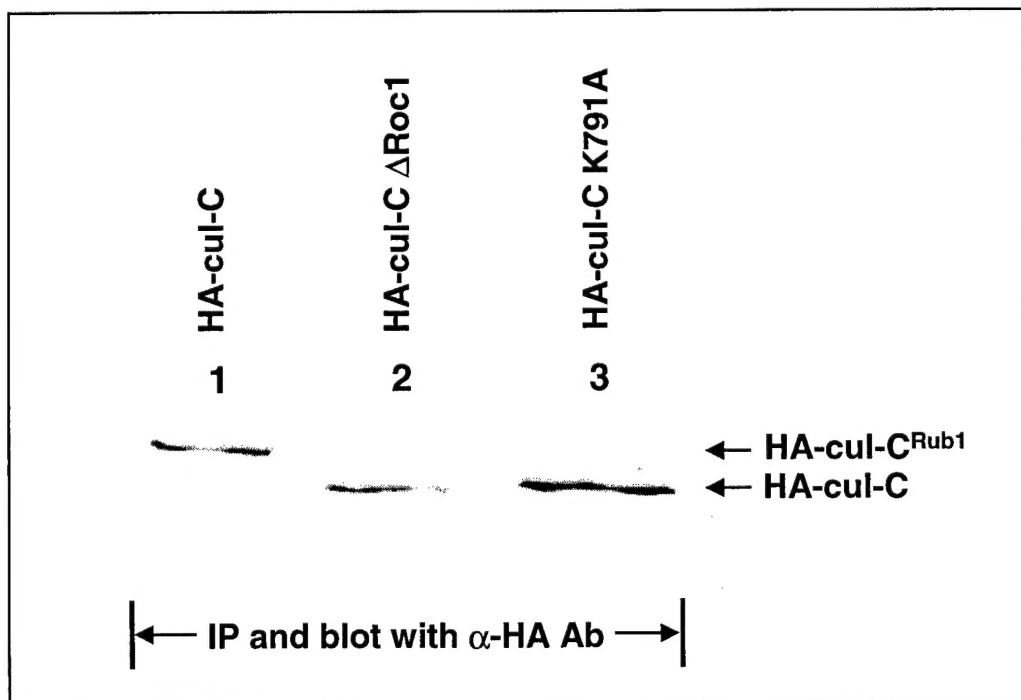 HA-cul-C
HA-cul-C ΔRoc1
HA-cul-C K791A
1 2 3
HA-cul-CRub1
HA-cul-C
IP and blot with α-HA Ab